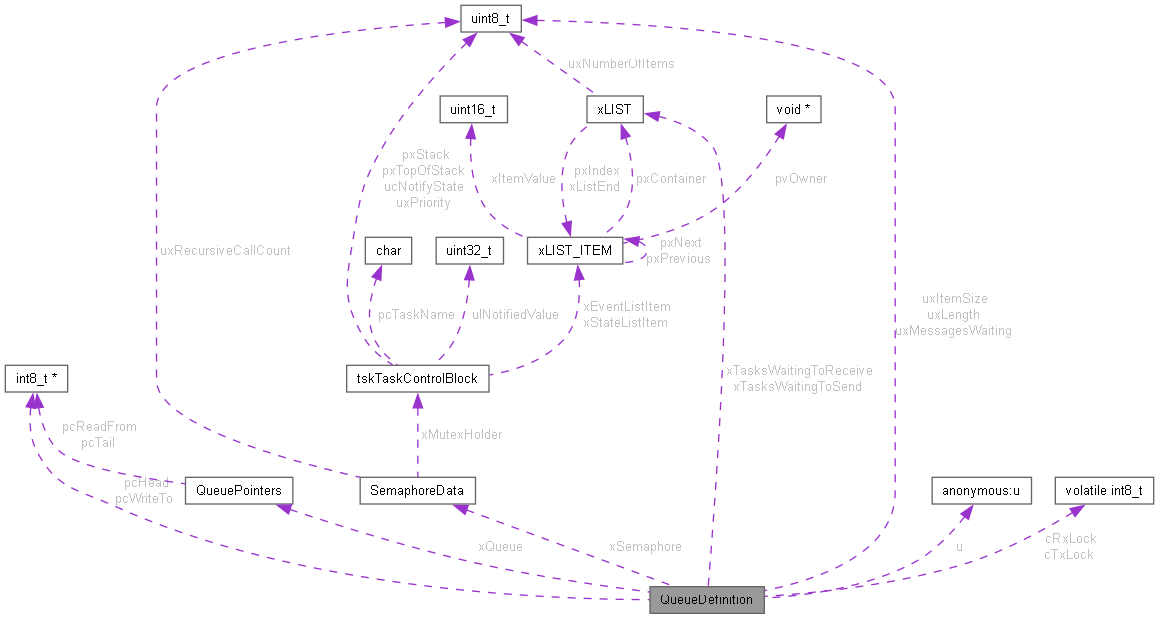 uint8_t
uxNumberOfItems
uint16_t
xLIST
void *
pxStack
pxTopOfStack
ucNotifyState
uxPriority
xItemValue
pxIndex
xListEnd
pxContainer
pvOwner
uxRecursiveCallCount
char
uint32_t
xLIST_ITEM
pxNext
pxPrevious
pcTaskName
ulNotifiedValue
xEventListItem
xStateListItem
uxItemSize
uxLength
uxMessagesWaiting
int8_t *
tskTaskControlBlock
xTasksWaitingToReceive
xTasksWaitingToSend
pcReadFrom
pcTail
xMutexHolder
pcHead
pcWriteTo
QueuePointers
SemaphoreData
anonymous:u
volatile int8_t
xQueue
xSemaphore
u
cRxLock
cTxLock
QueueDefinition